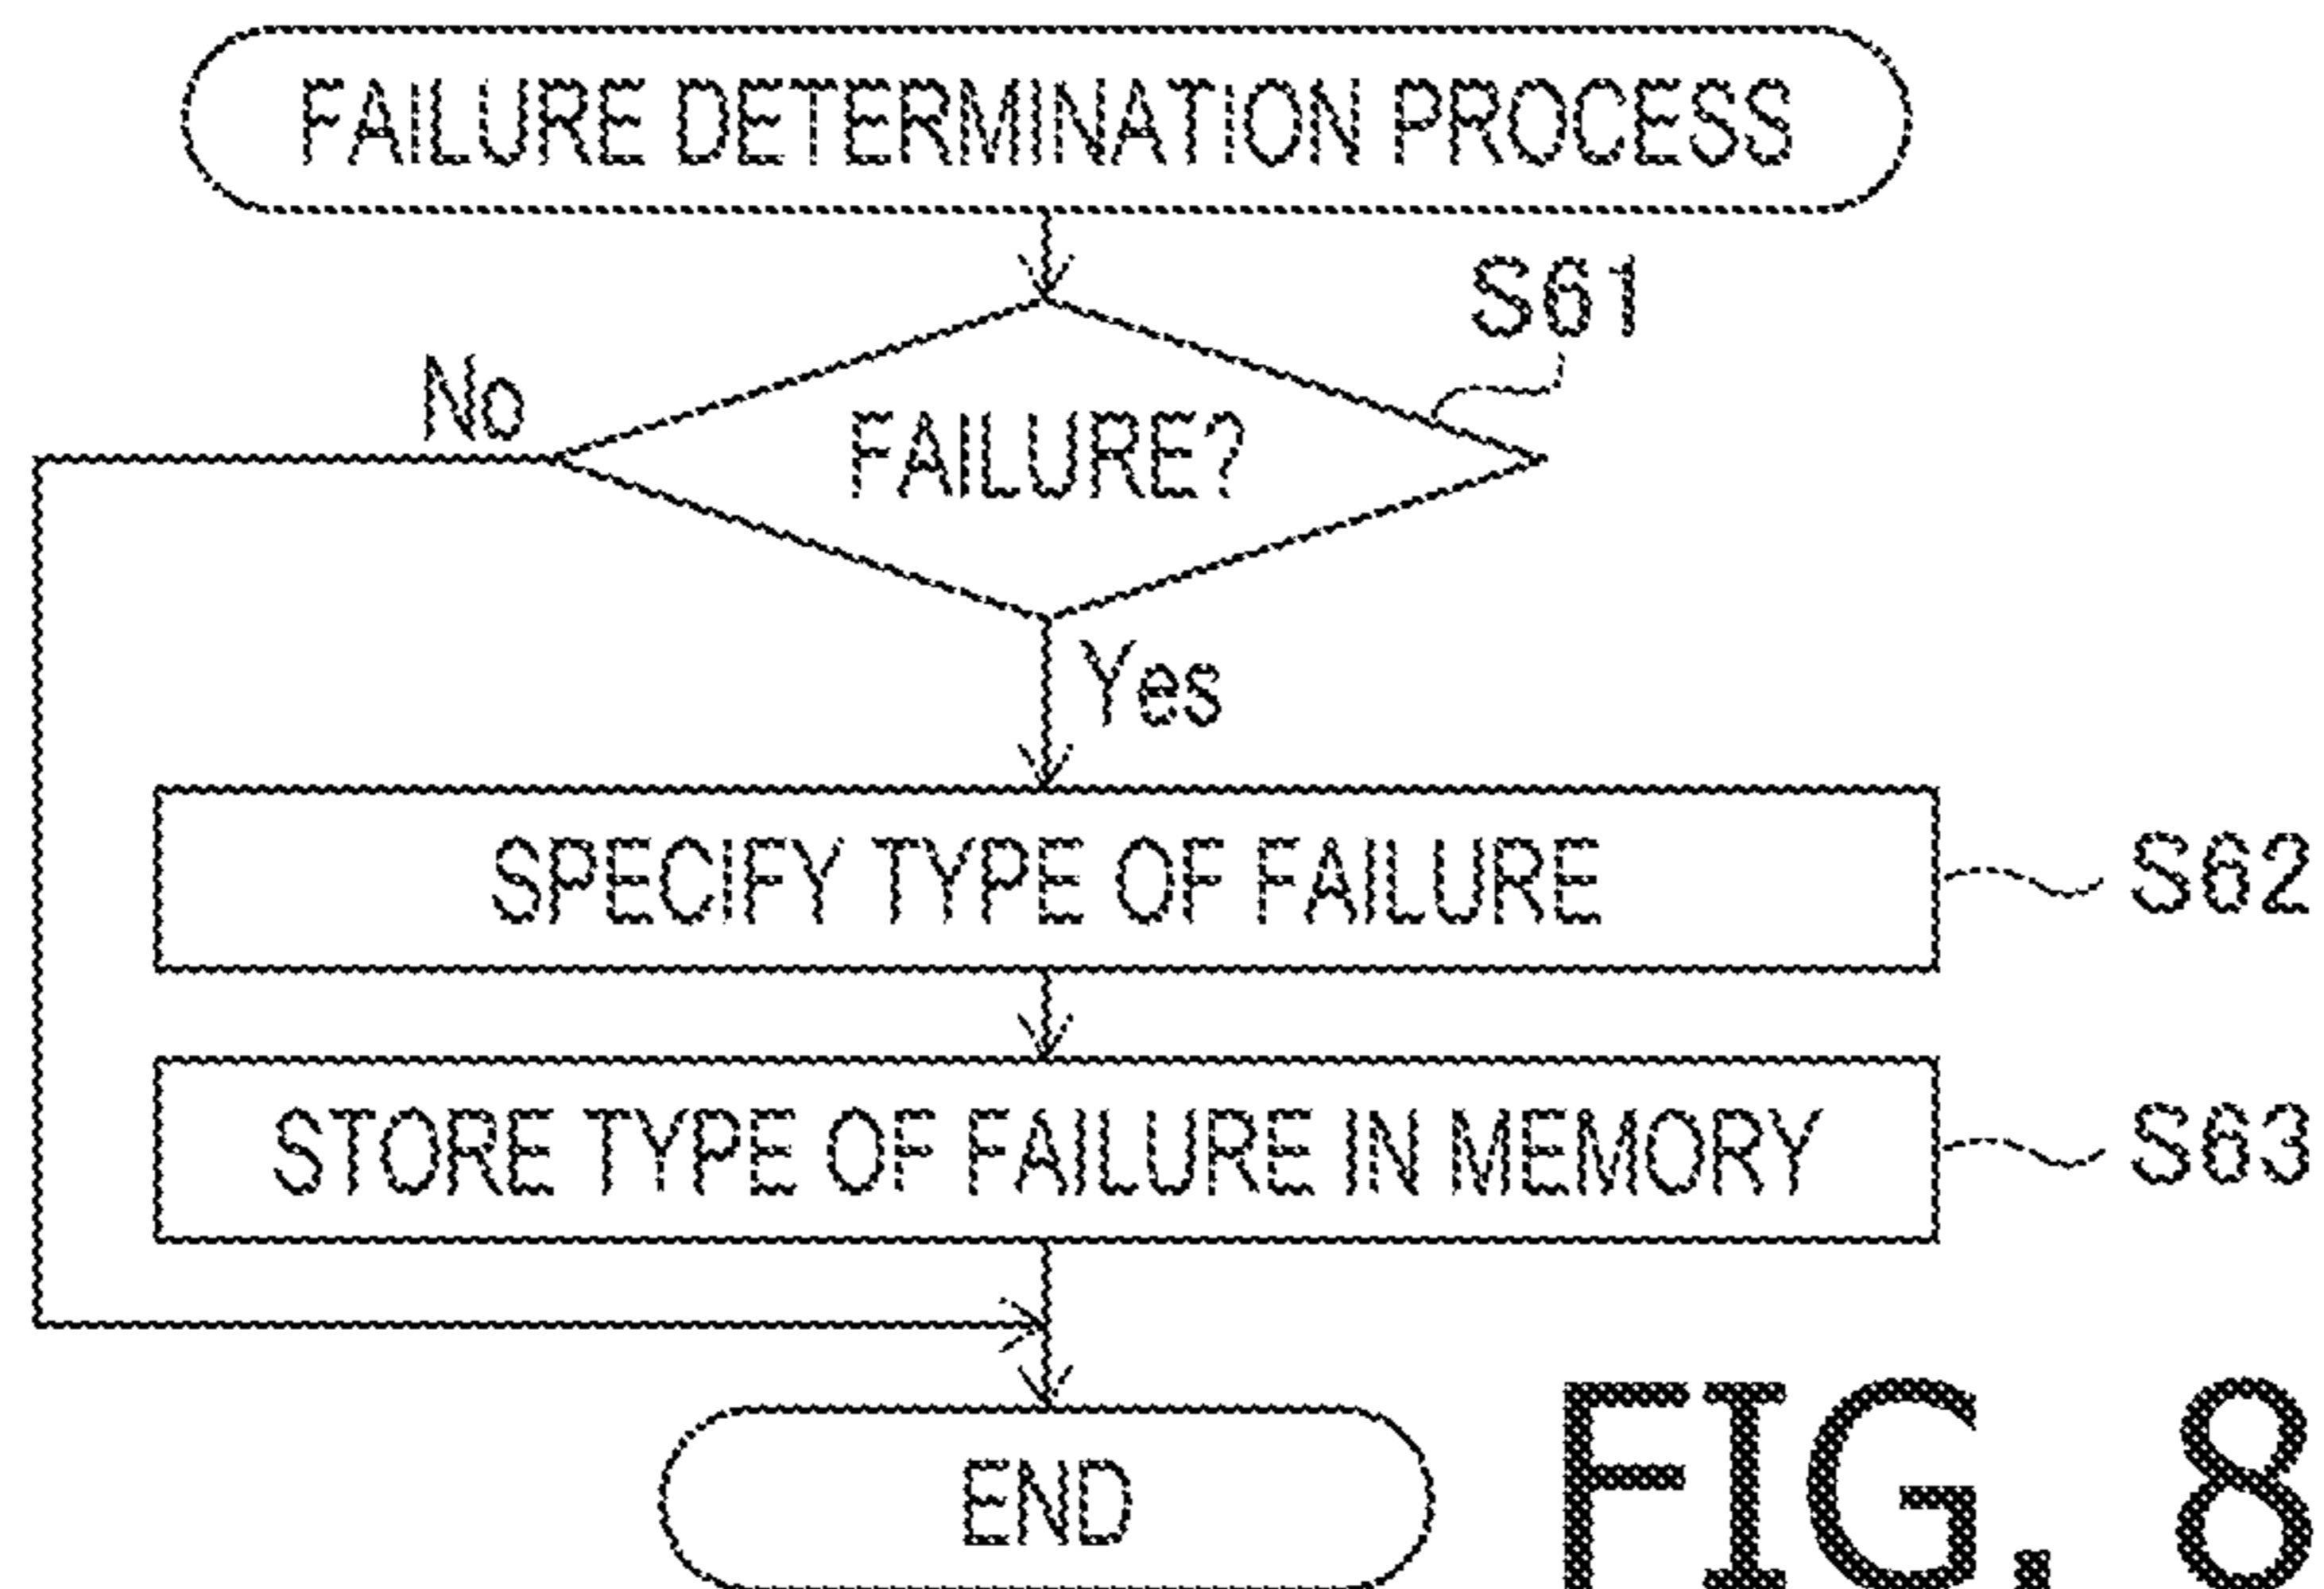 FAILURE DETERMINATION PROCESS
S61
No
FAILURE?
Yes
SPECIFY TYPE OF FAILURE
S62
STORE TYPE OF FAILURE IN MEMORY
S63
END
FIG. 8